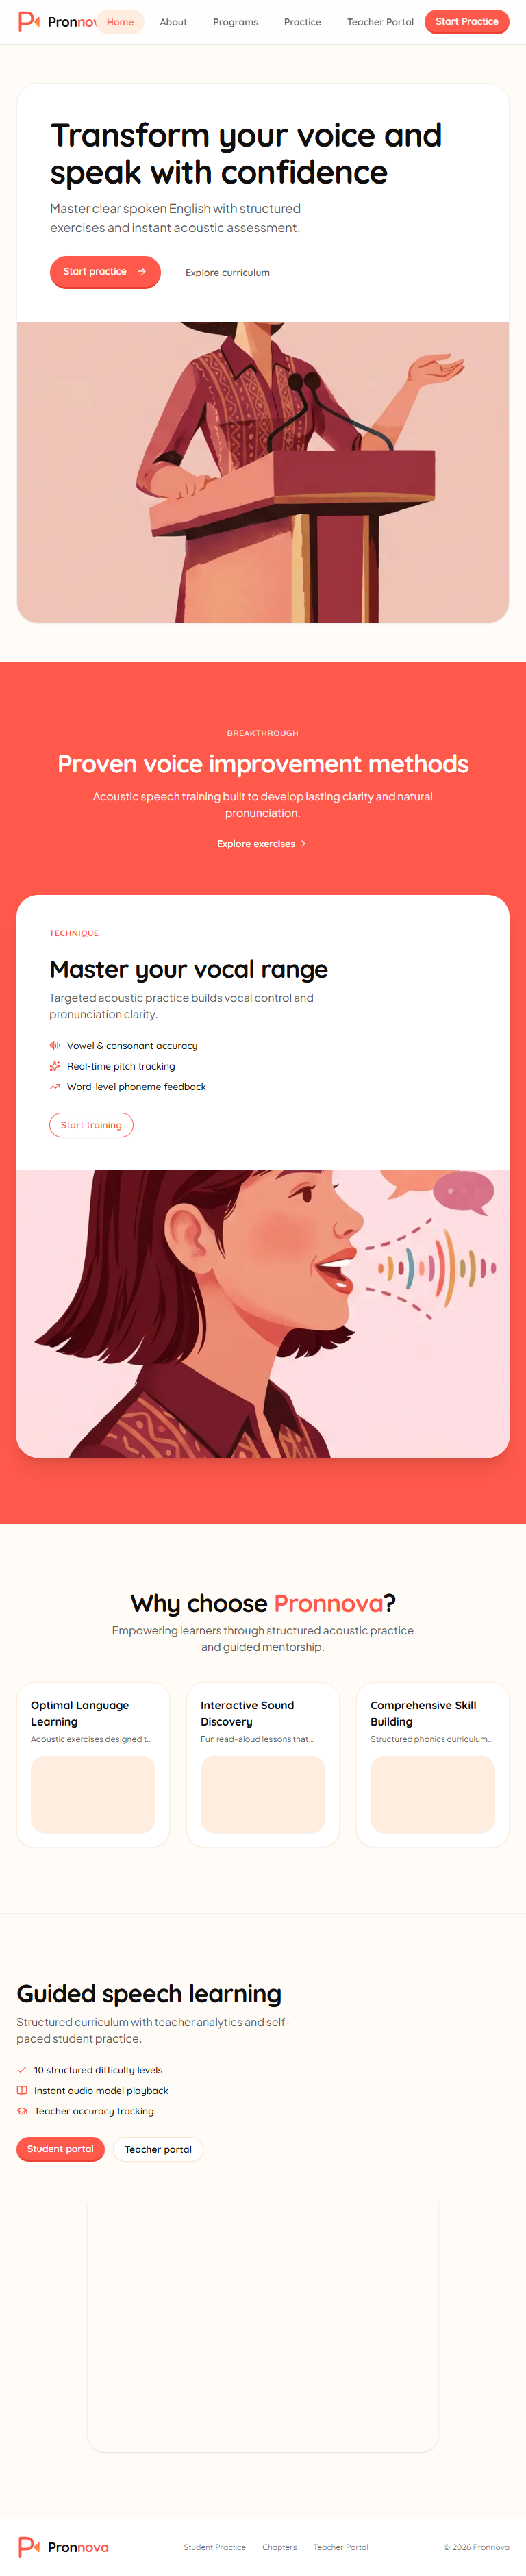 Pronnov
Home
About
Programs
Practice
Teacher Portal
Start Practice
Transform your voice and
speak with confidence
Master clear spoken English with structured
exercises and instant acoustic assessment.
Start practice
Explore curriculum
BREAKTHROUGH
Proven voice improvement methods
Acoustic speech training built to develop lasting clarity and natural
pronunciation.
Explore exercises
TECHNIQUE
Master your vocal range
Targeted acoustic practice builds vocal control and
pronunciation clarity.
Vowel & consonant accuracy
Real-time pitch tracking
Word-level phoneme feedback
Start training
Why choose Pronnova?
Empowering learners through structured acoustic practice
and guided mentorship.
Optimal Language
Learning
Acoustic exercises designed t...
Interactive Sound
Discovery
Fun read-aloud lessons that...
Comprehensive Skill
Building
Structured phonics curriculum...
Guided speech learning
Structured curriculum with teacher analytics and self-
paced student practice.
10 structured difficulty levels
Instant audio model playback
Teacher accuracy tracking
Student portal
Teacher portal
Pronnova
Student Practice
Chapters
Teacher Portal
© 2026 Pronnova